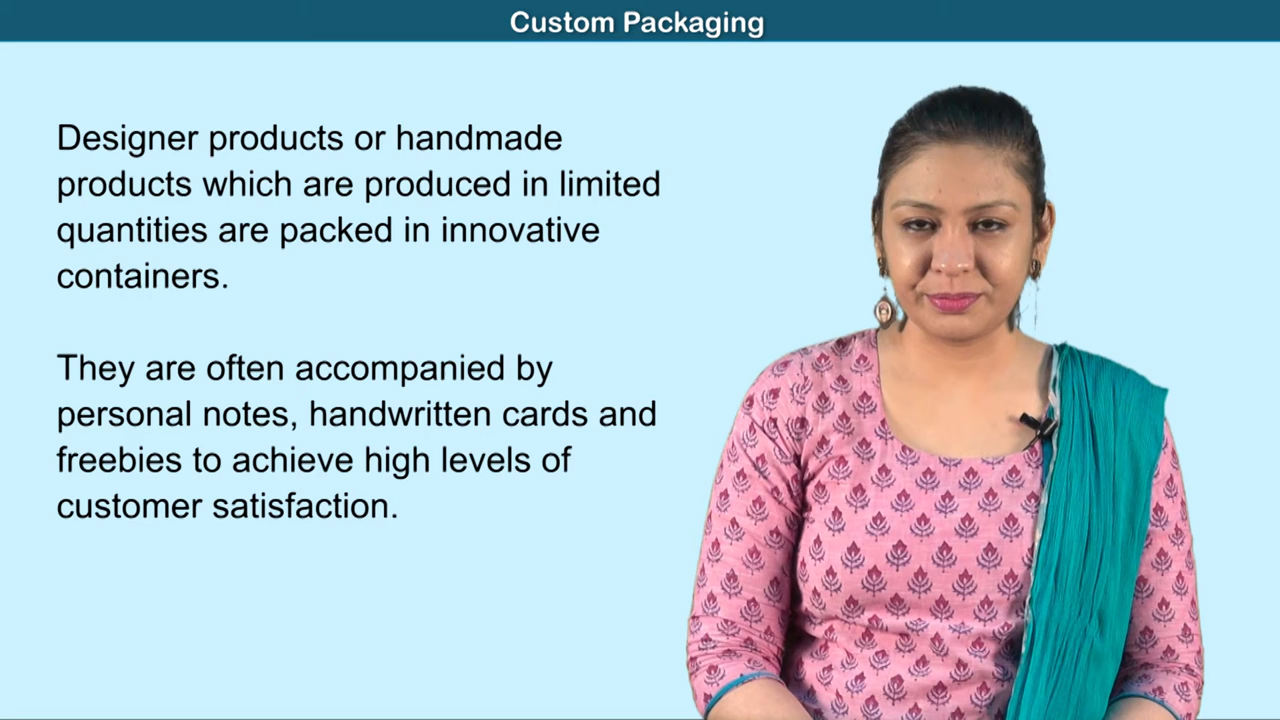 Custom Packaging
Designer products or handmade
products which are produced in limited
quantities are packed in innovative
containers.
They are often accompanied by
personal notes, handwritten cards and
freebies to achieve high levels of
customer satisfaction.